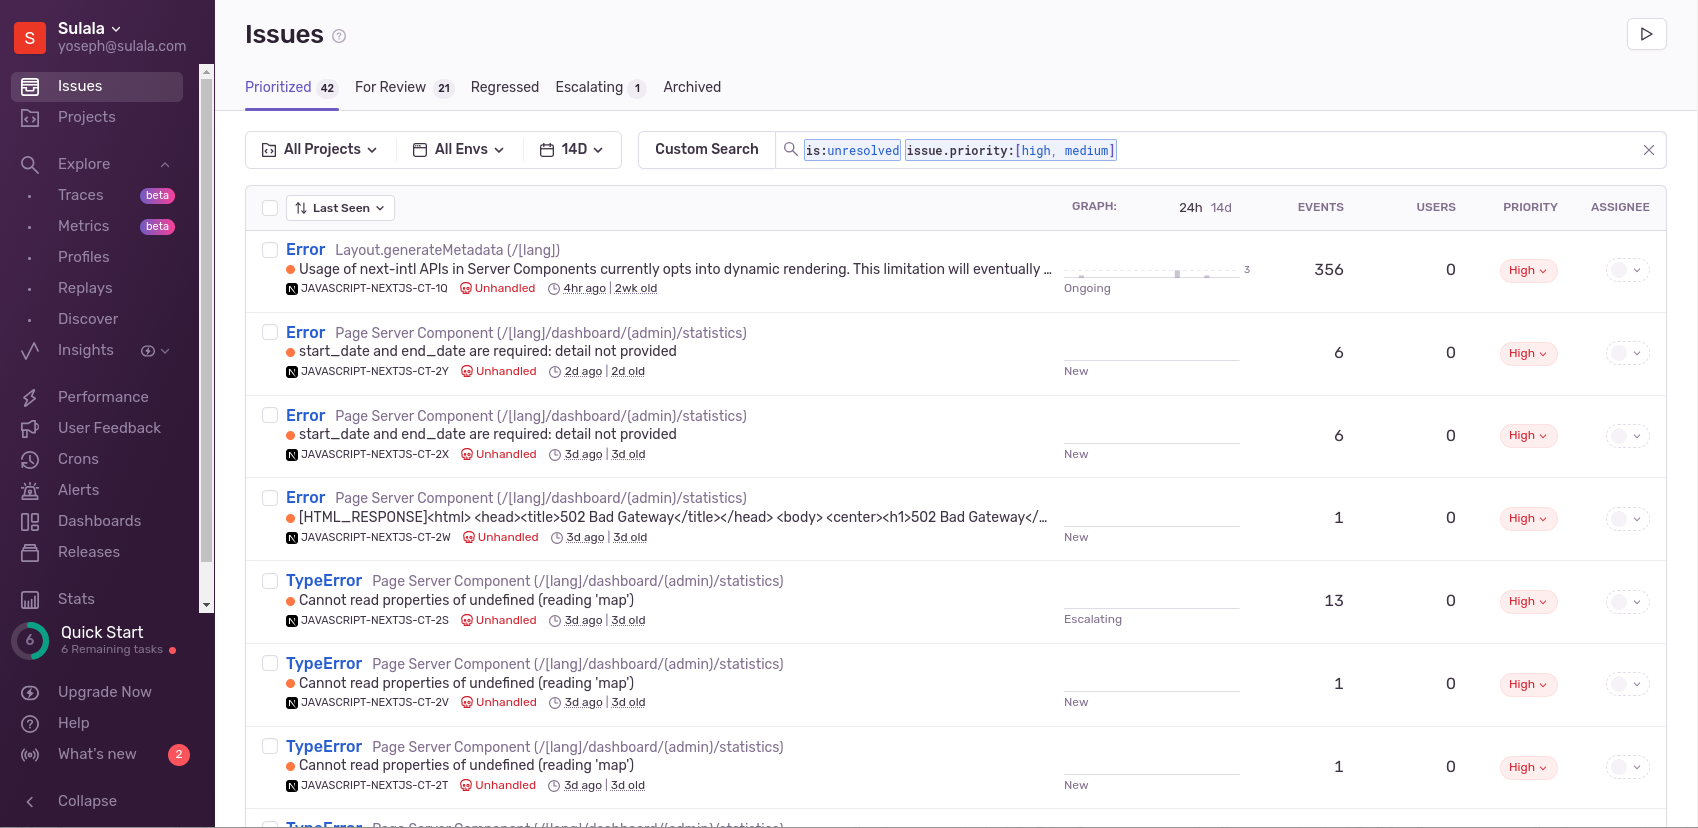 S
Sulala
yoseph@sulala.com
Issues
Projects
Explore
Traces beta
Metrics beta
Profiles
Replays
Discover
Insights
Performance
User Feedback
Crons
Alerts
Dashboards
Releases
Stats
6
Quick Start
6 Remaining tasks
Upgrade Now
Help
What's new 2
Collapse
Issues ?
Prioritized 42 For Review 21 Regressed Escalating 1 Archived
All Projects All Envs 14D Custom Search is:unresolved issue.priority:[high, medium]
Last Seen GRAPH: 24h 14d EVENTS USERS PRIORITY ASSIGNEE
Error Layout.generateMetadata (/[lang])
Usage of next-intl APIs in Server Components currently opts into dynamic rendering. This limitation will eventually … 3 356 0 High
JAVASCRIPT-NEXTJS-CT-1Q Unhandled 4hr ago | 2wk old Ongoing
Error Page Server Component (/[lang]/dashboard/(admin)/statistics)
start_date and end_date are required: detail not provided 6 0 High
JAVASCRIPT-NEXTJS-CT-2Y Unhandled 2d ago | 2d old New
Error Page Server Component (/[lang]/dashboard/(admin)/statistics)
start_date and end_date are required: detail not provided 6 0 High
JAVASCRIPT-NEXTJS-CT-2X Unhandled 3d ago | 3d old New
Error Page Server Component (/[lang]/dashboard/(admin)/statistics)
[HTML_RESPONSE]<html> <head><title>502 Bad Gateway</title></head> <body> <center><h1>502 Bad Gateway</… 1 0 High
JAVASCRIPT-NEXTJS-CT-2W Unhandled 3d ago | 3d old New
TypeError Page Server Component (/[lang]/dashboard/(admin)/statistics)
Cannot read properties of undefined (reading 'map') 13 0 High
JAVASCRIPT-NEXTJS-CT-2S Unhandled 3d ago | 3d old Escalating
TypeError Page Server Component (/[lang]/dashboard/(admin)/statistics)
Cannot read properties of undefined (reading 'map') 1 0 High
JAVASCRIPT-NEXTJS-CT-2V Unhandled 3d ago | 3d old New
TypeError Page Server Component (/[lang]/dashboard/(admin)/statistics)
Cannot read properties of undefined (reading 'map') 1 0 High
JAVASCRIPT-NEXTJS-CT-2T Unhandled 3d ago | 3d old New
TypeError Page Server Component (/[lang]/dashboard/(admin)/statistics)